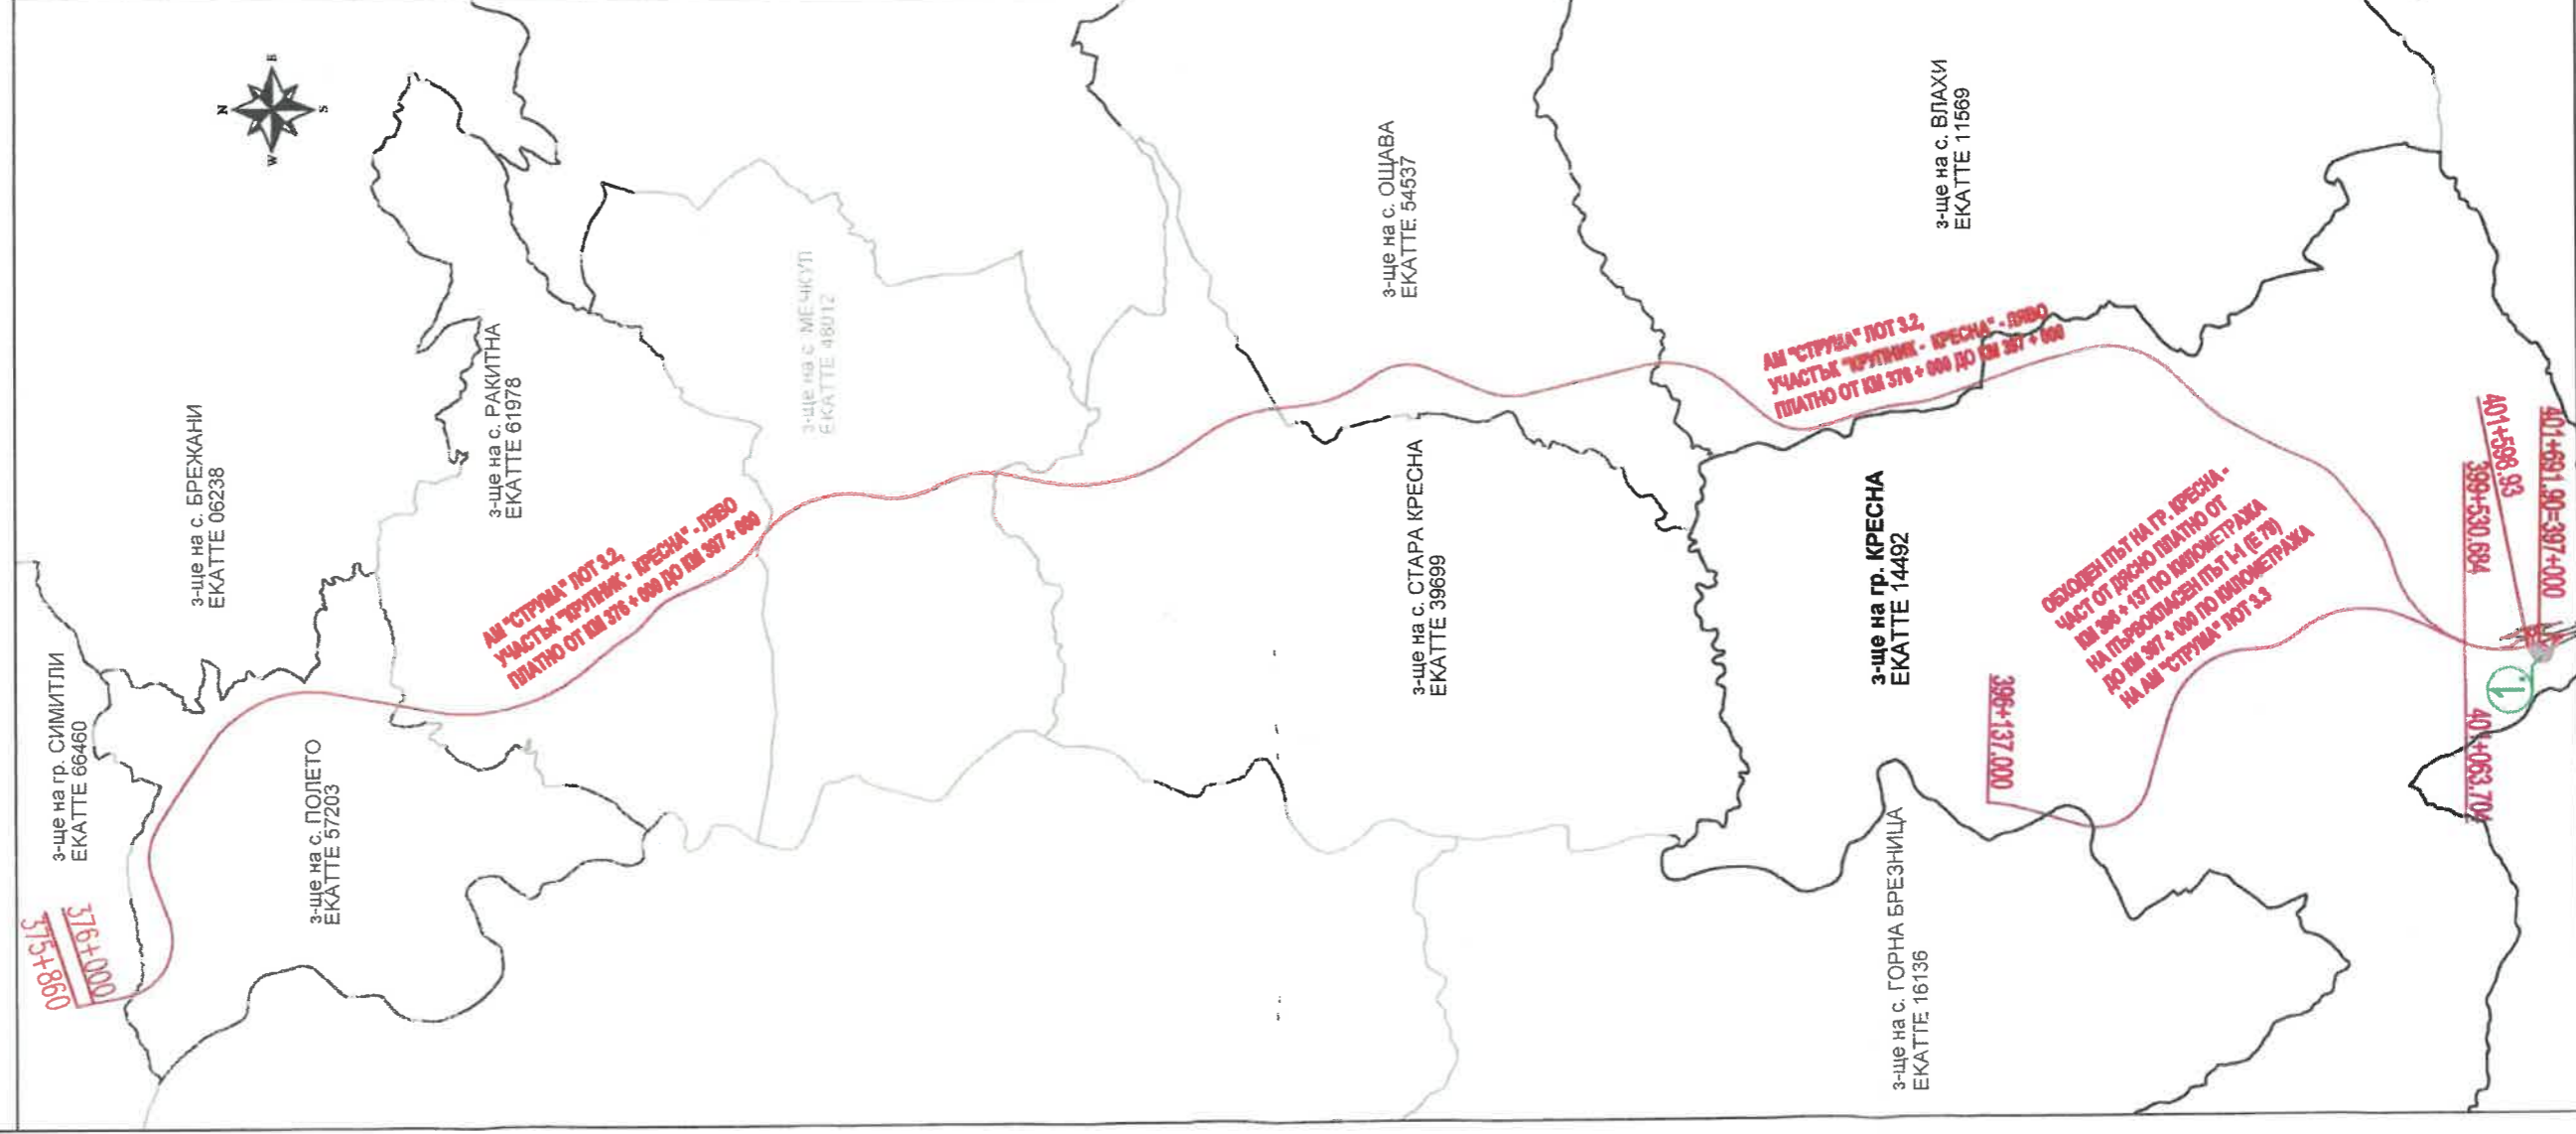 N
E
W
S
375+860
376+000
з-ще на гр. СИМИТЛИ
ЕКАТТЕ 66460
з-ще на с. БРЕЖАНИ
ЕКАТТЕ 06238
з-ще на с. ПОЛЕТО
ЕКАТТЕ 57203
з-ще на с. РАКИТНА
ЕКАТТЕ 61978
АМ "СТРУМА" ЛОТ 3.2,
УЧАСТЪК "КРУПНИК - КРЕСНА" - ЛЯВО
ПЛАТНО ОТ КМ 376 + 000 ДО КМ 397 + 000
з-ще на с. МЕЧКУЛ
ЕКАТТЕ 48012
з-ще на с. ОЩАВА
ЕКАТТЕ 54537
з-ще на с. СТАРА КРЕСНА
ЕКАТТЕ 39699
АМ "СТРУМА" ЛОТ 3.2,
УЧАСТЪК "КРУПНИК - КРЕСНА" - ЛЯВО
ПЛАТНО ОТ КМ 376 + 000 ДО КМ 397 + 000
з-ще на с. ВЛАХИ
ЕКАТТЕ 11569
з-ще на гр. КРЕСНА
ЕКАТТЕ 14492
з-ще на с. ГОРНА БРЕЗНИЦА
ЕКАТТЕ 16136
396+137.000
ОБХОДЕН ПЪТ НА ГР. КРЕСНА -
ЧАСТ ОТ ДЯСНО ПЛАТНО ОТ
КМ 396 + 137 ПО КИЛОМЕТРАЖА
НА ПЪРВОКЛАСЕН ПЪТ I-1 (Е 79)
ДО КМ 397 + 000 ПО КИЛОМЕТРАЖА
НА АМ "СТРУМА" ЛОТ 3.3
399+530.684
401+063.704
401+598.93
401+691.90=397+000
1.